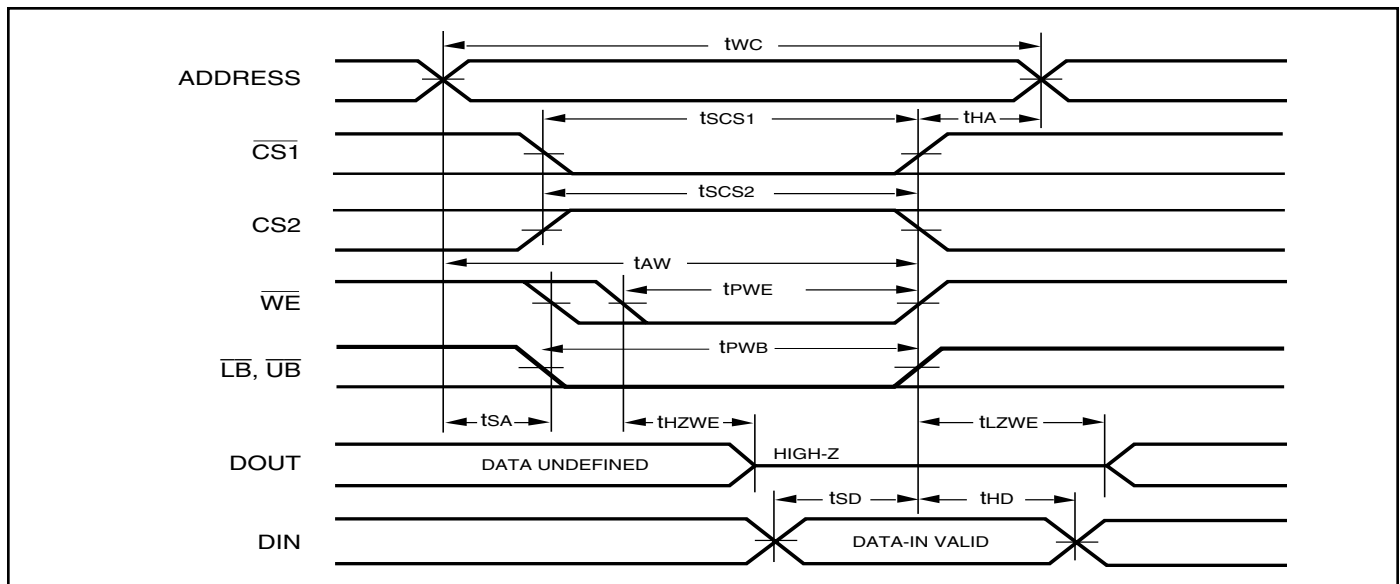 tWC
ADDRESS
tSCS1
tHA
CS1
tSCS2
CS2
tAW
WE
tPWE
tPWB
LB, UB
tSA
tHZWE
tLZWE
DOUT
DATA UNDEFINED
HIGH-Z
tSD
tHD
DIN
DATA-IN VALID